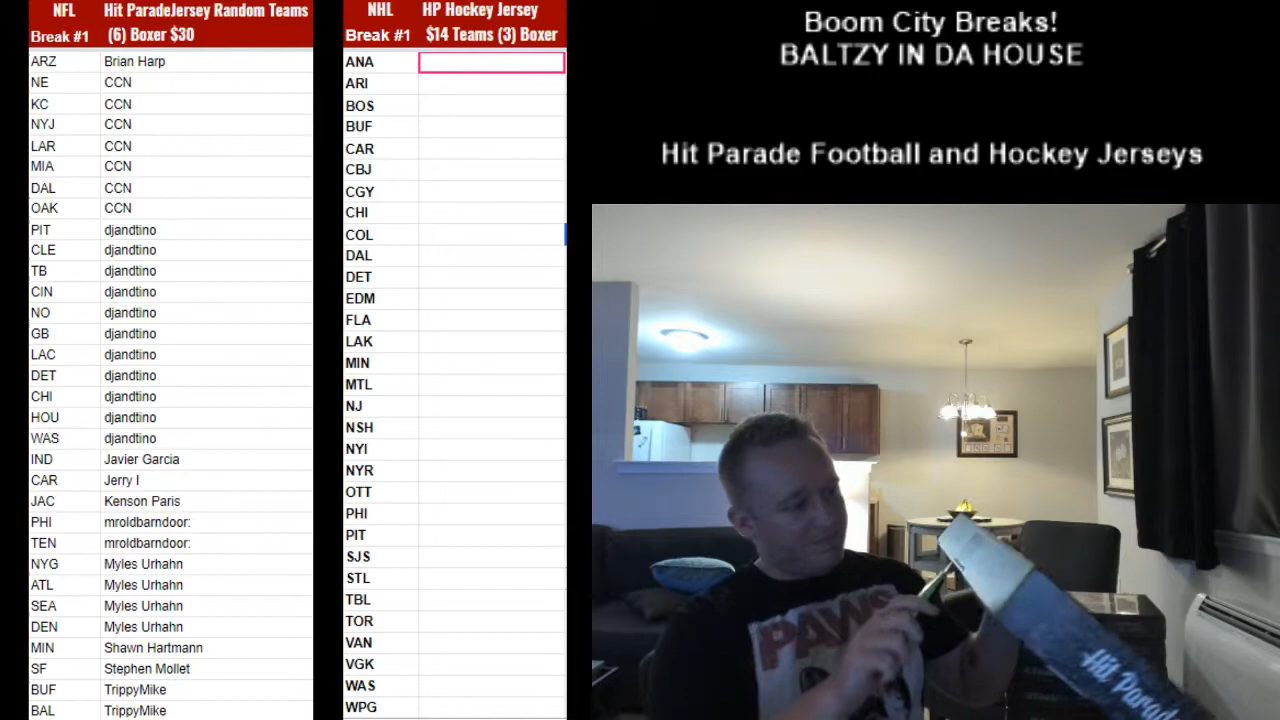 NFL Hit ParadeJersey Random Teams
Break #1 (6) Boxer $30
ARZ Brian Harp
NE CCN
KC CCN
NYJ CCN
LAR CCN
MIA CCN
DAL CCN
OAK CCN
PIT djandtino
CLE djandtino
TB djandtino
CIN djandtino
NO djandtino
GB djandtino
LAC djandtino
DET djandtino
CHI djandtino
HOU djandtino
WAS djandtino
IND Javier Garcia
CAR Jerry I
JAC Kenson Paris
PHI mroldbarndoor:
TEN mroldbarndoor:
NYG Myles Urhahn
ATL Myles Urhahn
SEA Myles Urhahn
DEN Myles Urhahn
MIN Shawn Hartmann
SF Stephen Mollet
BUF TrippyMike
BAL TrippyMike
NHL HP Hockey Jersey
Break #1 $14 Teams (3) Boxer
ANA
ARI
BOS
BUF
CAR
CBJ
CGY
CHI
COL
DAL
DET
EDM
FLA
LAK
MIN
MTL
NJ
NSH
NYI
NYR
OTT
PHI
PIT
SJS
STL
TBL
TOR
VAN
VGK
WAS
WPG
Boom City Breaks!
BALTZY IN DA HOUSE
Hit Parade Football and Hockey Jerseys
PAWS
Hit Parad